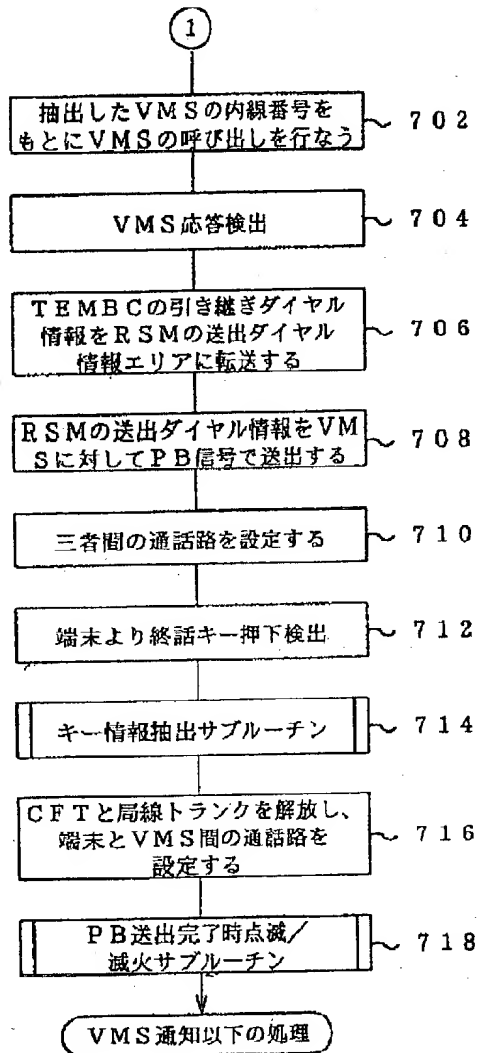 1
抽出したVMSの内線番号を
もとにVMSの呼び出しを行なう
702
VMS応答検出
704
TEMBCの引き継ぎダイヤル
情報をRSMの送出ダイヤル
情報エリアに転送する
706
RSMの送出ダイヤル情報をVM
Sに対してPB信号で送出する
708
三者間の通話路を設定する
710
端末より終話キー押下検出
712
キー情報抽出サブルーチン
714
CFTと局線トランクを解放し、
端末とVMS間の通話路を
設定する
716
PB送出完了時点滅/
滅火サブルーチン
718
VMS通知以下の処理